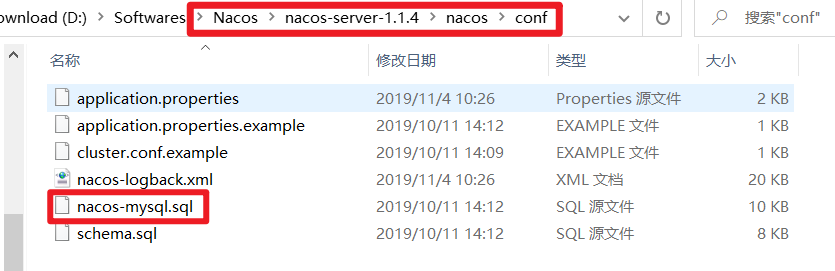 ownload (D:) > Softwares > Nacos > nacos-server-1.1.4 > nacos > conf 搜索"conf"
名称 修改日期 类型 大小
application.properties 2019/11/4 10:26 Properties 源文件 2 KB
application.properties.example 2019/10/11 14:12 EXAMPLE 文件 1 KB
cluster.conf.example 2019/10/11 14:09 EXAMPLE 文件 1 KB
nacos-logback.xml 2019/11/4 10:26 XML 文档 20 KB
nacos-mysql.sql 2019/10/11 14:12 SQL 源文件 10 KB
schema.sql 2019/10/11 14:12 SQL 源文件 8 KB